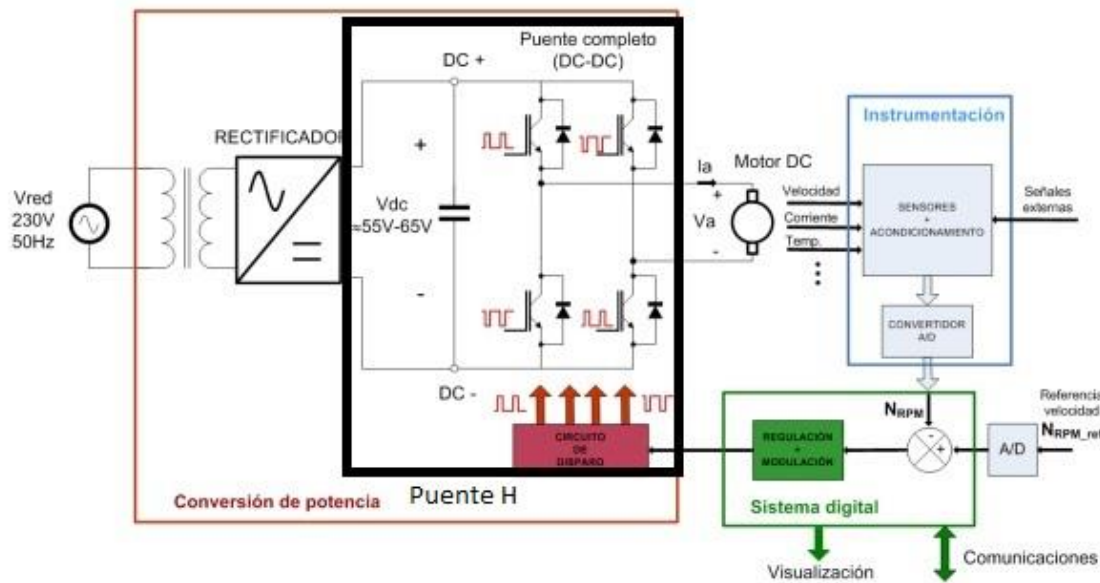 Puente completo
(DC-DC)
DC +
RECTIFICADOR
Vred
230V
50Hz
+
Vdc
≈55V-65V
-
DC -
Ia
Motor DC
+
Va
-
Instrumentación
Velocidad
Corriente
Temp.
SENSORES
+
ACONDICIONAMIENTO
Señales
externas
CONVERTIDOR
A/D
CIRCUITO
DE
DISPARO
Puente H
Conversión de potencia
REGULACIÓN
+
MODULACIÓN
NRPM
-
+
A/D
Referencia
velocidad
NRPM_ref
Sistema digital
Visualización
Comunicaciones